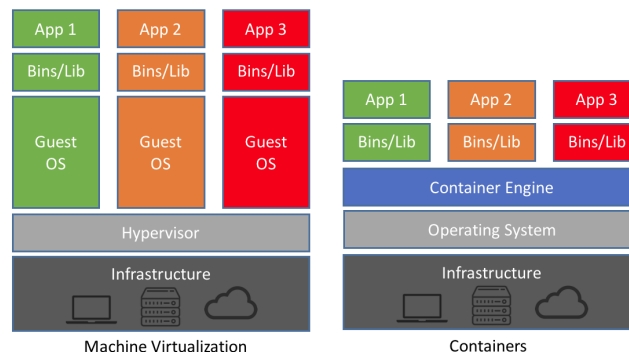 App 1
App 2
App 3
Bins/Lib
Bins/Lib
Bins/Lib
Guest
OS
Guest
OS
Guest
OS
Hypervisor
Infrastructure
Machine Virtualization
App 1
App 2
App 3
Bins/Lib
Bins/Lib
Bins/Lib
Container Engine
Operating System
Infrastructure
Containers